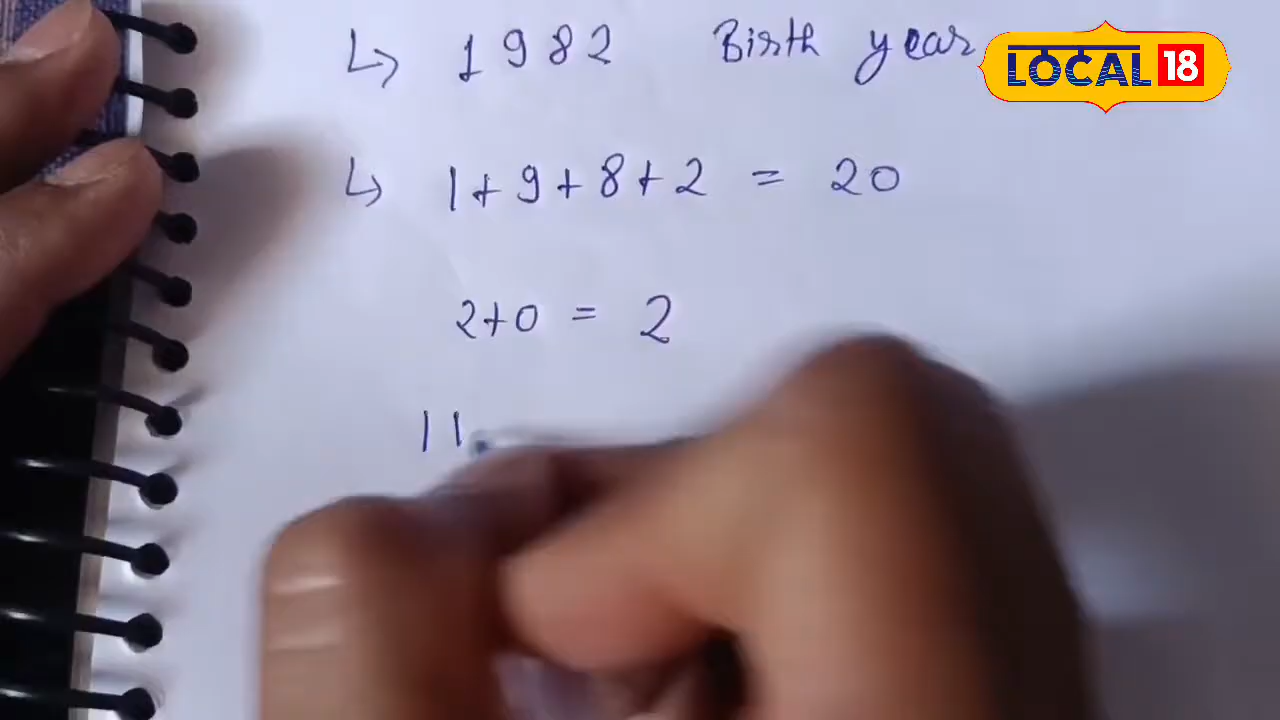 ↳ 1982 Birth year
LOCAL 18
↳ 1+9+8+2 = 20
2+0 = 2
11